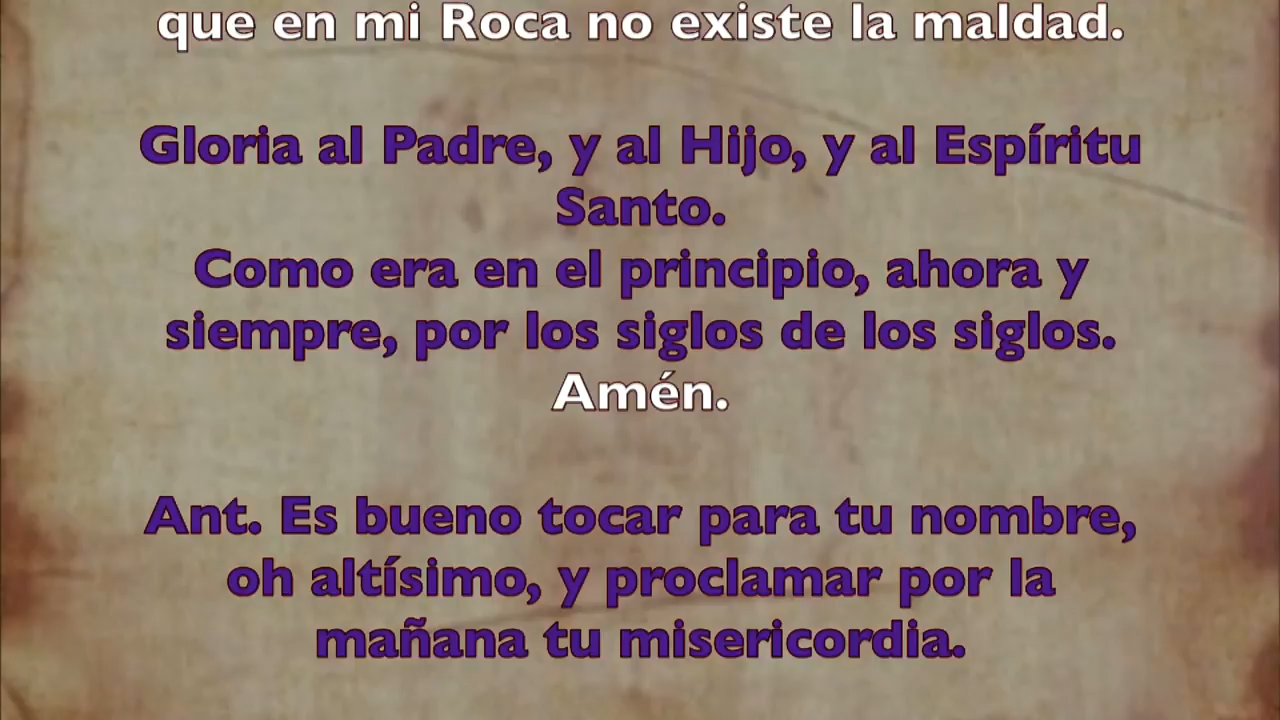 que en mi Roca no existe la maldad.
Gloria al Padre, y al Hijo, y al Espíritu
Santo.
Como era en el principio, ahora y
siempre, por los siglos de los siglos.
Amén.
Ant. Es bueno tocar para tu nombre,
oh altísimo, y proclamar por la
mañana tu misericordia.